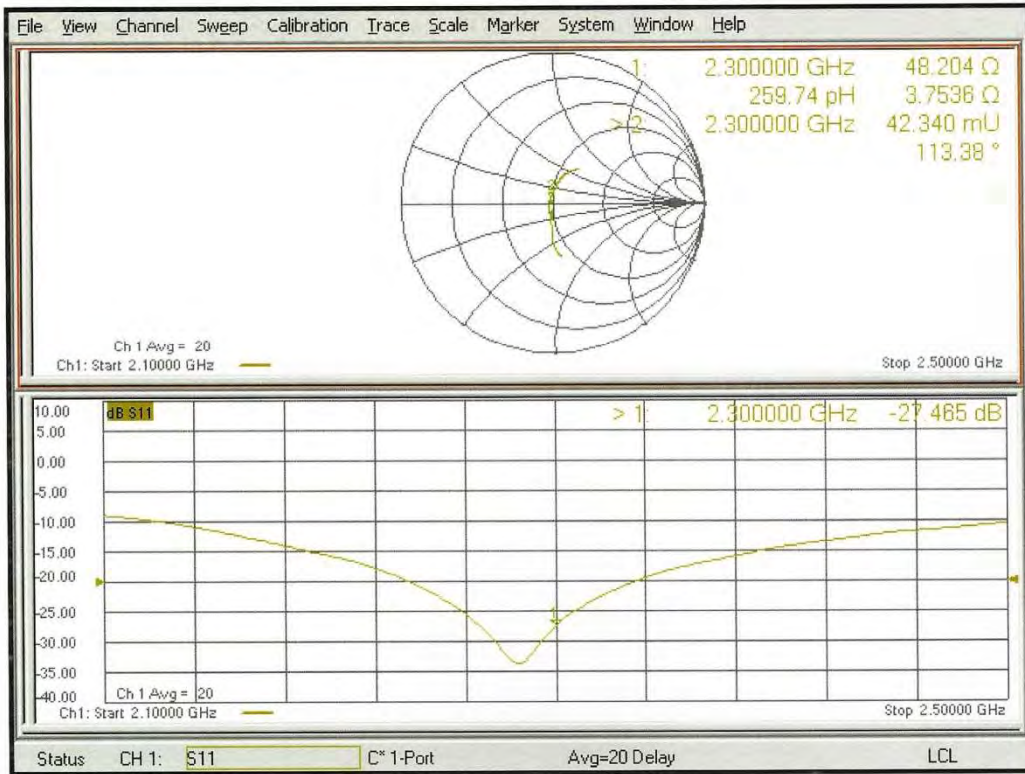 File View Channel Sweep Calibration Trace Scale Marker System Window Help
1: 2.300000 GHz 48.204 Ω
259.74 pH 3.7536 Ω
> 2: 2.300000 GHz 42.340 mU
113.38 °
Ch 1 Avg = 20
Ch1: Start 2.10000 GHz
Stop 2.50000 GHz
dB S11
> 1: 2.300000 GHz -27.465 dB
10.00
5.00
0.00
-5.00
-10.00
-15.00
-20.00
-25.00
-30.00
-35.00
-40.00
1
Ch 1 Avg = 20
Ch1: Start 2.10000 GHz
Stop 2.50000 GHz
Status CH 1: S11 C* 1-Port Avg=20 Delay LCL